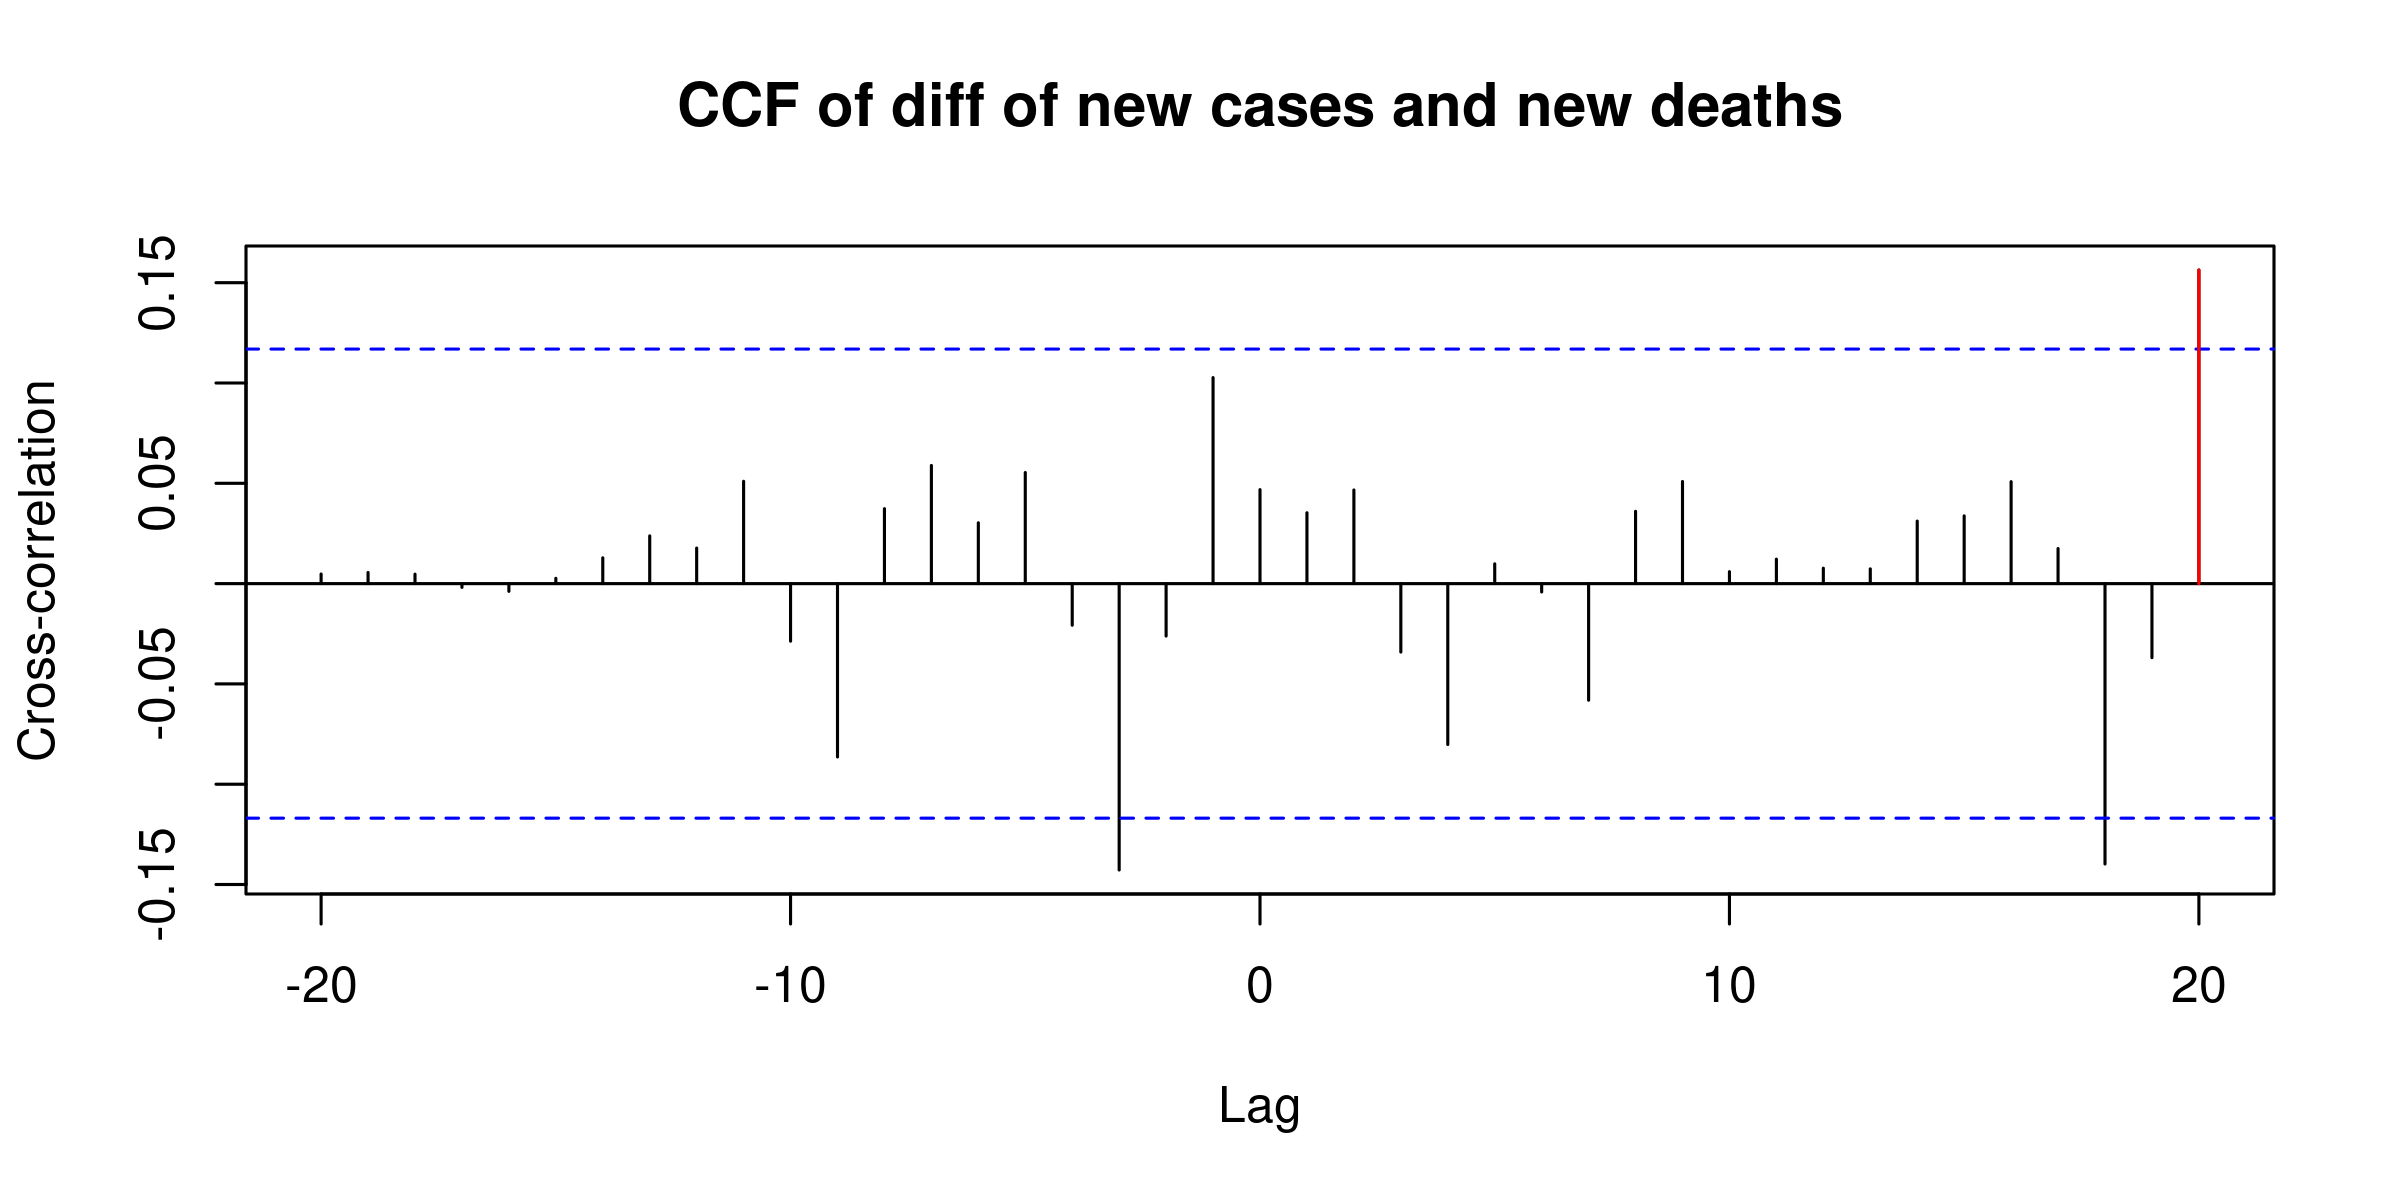 CCF of diff of new cases and new deaths
Cross-correlation
0.15
0.05
-0.05
-0.15
-20 -10 0 10 20
Lag